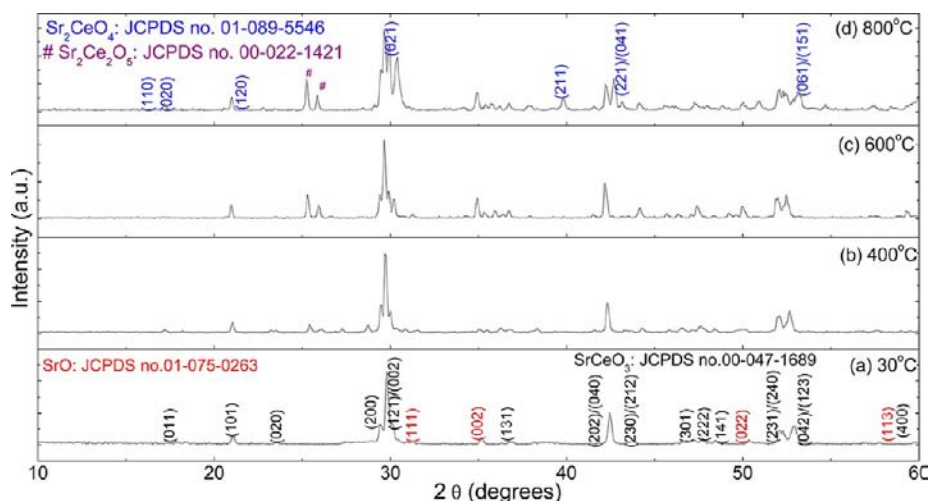 Sr₂CeO₄: JCPDS no. 01-089-5546
# Sr₂Ce₂O₅: JCPDS no. 00-022-1421
(d) 800°C
(110)
(020)
(120)
#
#
(021)
(211)
(221)/(041)
(061)/(151)
(c) 600°C
(b) 400°C
SrO: JCPDS no.01-075-0263
SrCeO₃: JCPDS no.00-047-1689
(a) 30°C
(011)
(101)
(020)
(200)
(121)/(002)
(111)
(002)
(131)
(202)/(040)
(230)/(212)
(301)
(222)
(141)
(022)
(231)/(240)
(042)/(123)
(113)
(400)
Intensity (a.u.)
10 20 30 40 50 60
2 θ (degrees)